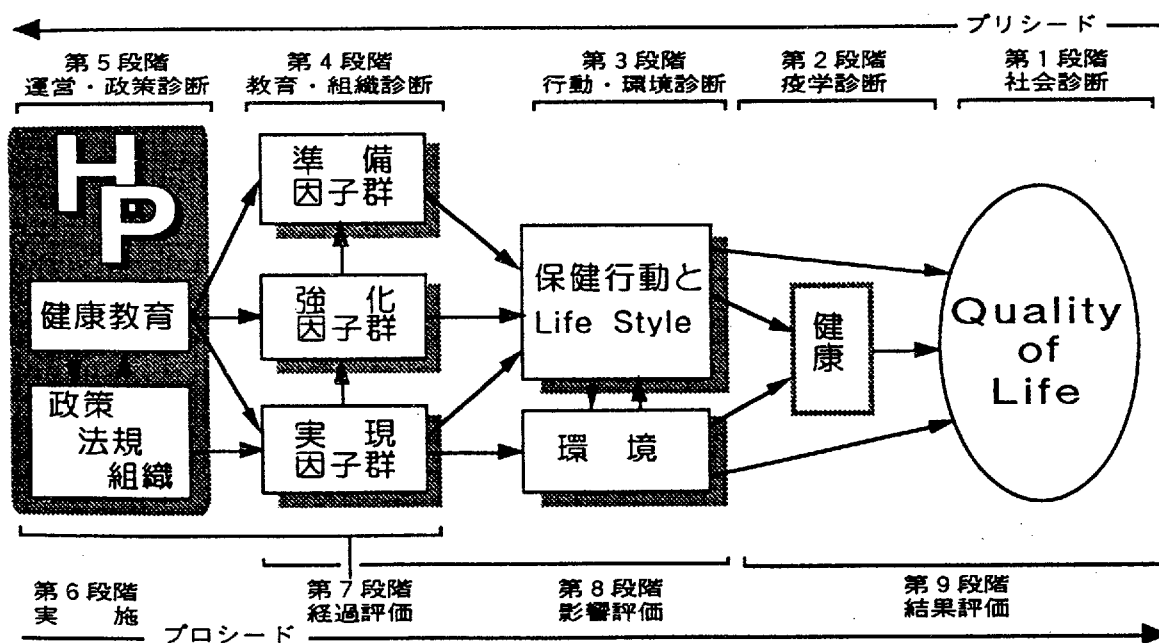 プリシード
第5段階
運営・政策診断
第4段階
教育・組織診断
第3段階
行動・環境診断
第2段階
疫学診断
第1段階
社会診断
HP
健康教育
政策
法規
組織
準備
因子群
強化
因子群
実現
因子群
保健行動と
Life Style
環境
健康
Quality
of
Life
第6段階
実施
第7段階
経過評価
第8段階
影響評価
第9段階
結果評価
プロシード